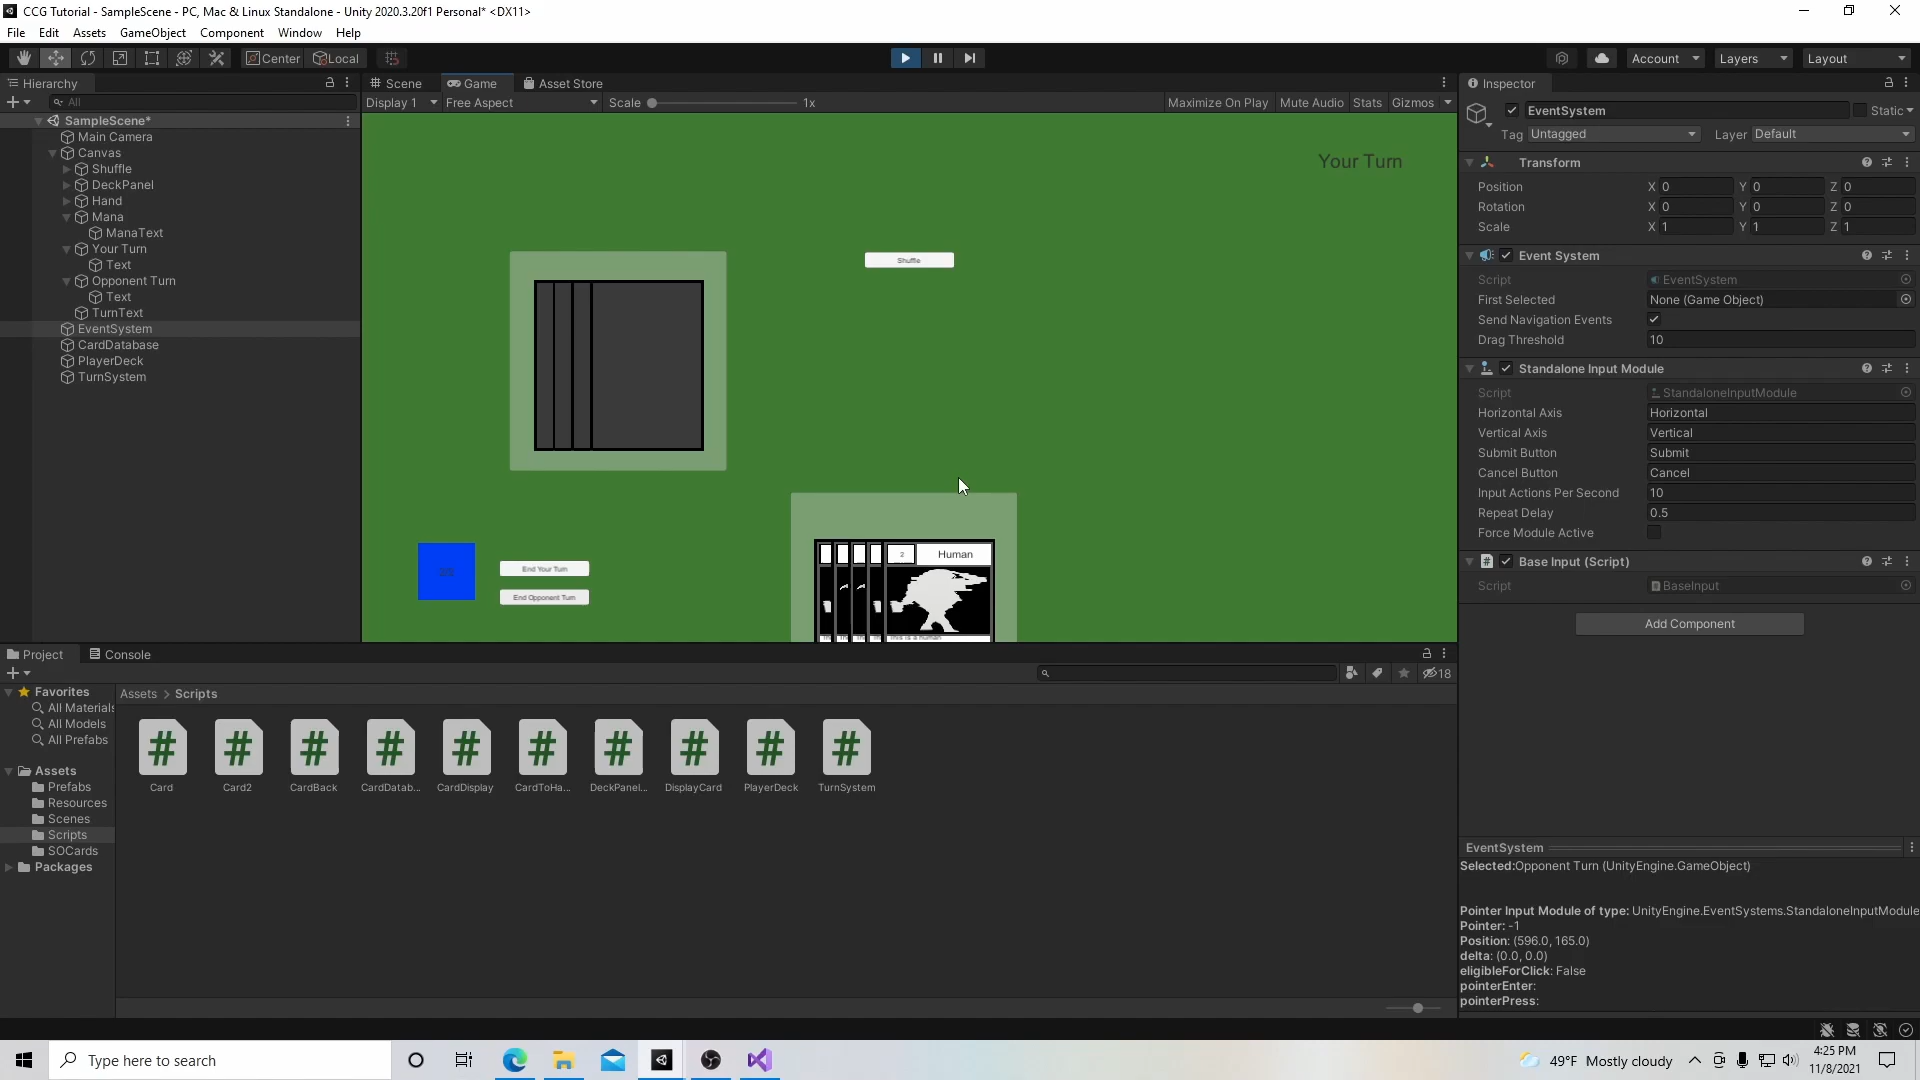 CCG Tutorial - SampleScene - PC, Mac & Linux Standalone - Unity 2020.3.20f1 Personal* <DX11>
File Edit Assets GameObject Component Window Help
Center Local
Account Layers Layout
Hierarchy
All
SampleScene*
Main Camera
Canvas
Shuffle
DeckPanel
Hand
Mana
ManaText
Your Turn
Text
Opponent Turn
Text
TurnText
EventSystem
CardDatabase
PlayerDeck
TurnSystem
Scene Game Asset Store
Display 1 Free Aspect Scale 1x Maximize On Play Mute Audio Stats Gizmos
Your Turn
Shuffle
End Your Turn
End Opponent Turn
2 Human
This is a human
Inspector
EventSystem Static
Tag Untagged Layer Default
Transform
Position X 0 Y 0 Z 0
Rotation X 0 Y 0 Z 0
Scale X 1 Y 1 Z 1
Event System
Script EventSystem
First Selected None (Game Object)
Send Navigation Events
Drag Threshold 10
Standalone Input Module
Script StandaloneInputModule
Horizontal Axis Horizontal
Vertical Axis Vertical
Submit Button Submit
Cancel Button Cancel
Input Actions Per Second 10
Repeat Delay 0.5
Force Module Active
Base Input (Script)
Script BaseInput
Add Component
EventSystem
Selected:Opponent Turn (UnityEngine.GameObject)
Pointer Input Module of type: UnityEngine.EventSystems.StandaloneInputModule
Pointer: -1
Position: (596.0, 165.0)
delta: (0.0, 0.0)
eligibleForClick: False
pointerEnter:
pointerPress:
Project Console
18
Favorites
All Materials
All Models
All Prefabs
Assets
Prefabs
Resources
Scenes
Scripts
SOCards
Packages
Assets > Scripts
Card Card2 CardBack CardDatab... CardDisplay CardToHa... DeckPanel... DisplayCard PlayerDeck TurnSystem
Type here to search
49°F Mostly cloudy
4:25 PM
11/8/2021